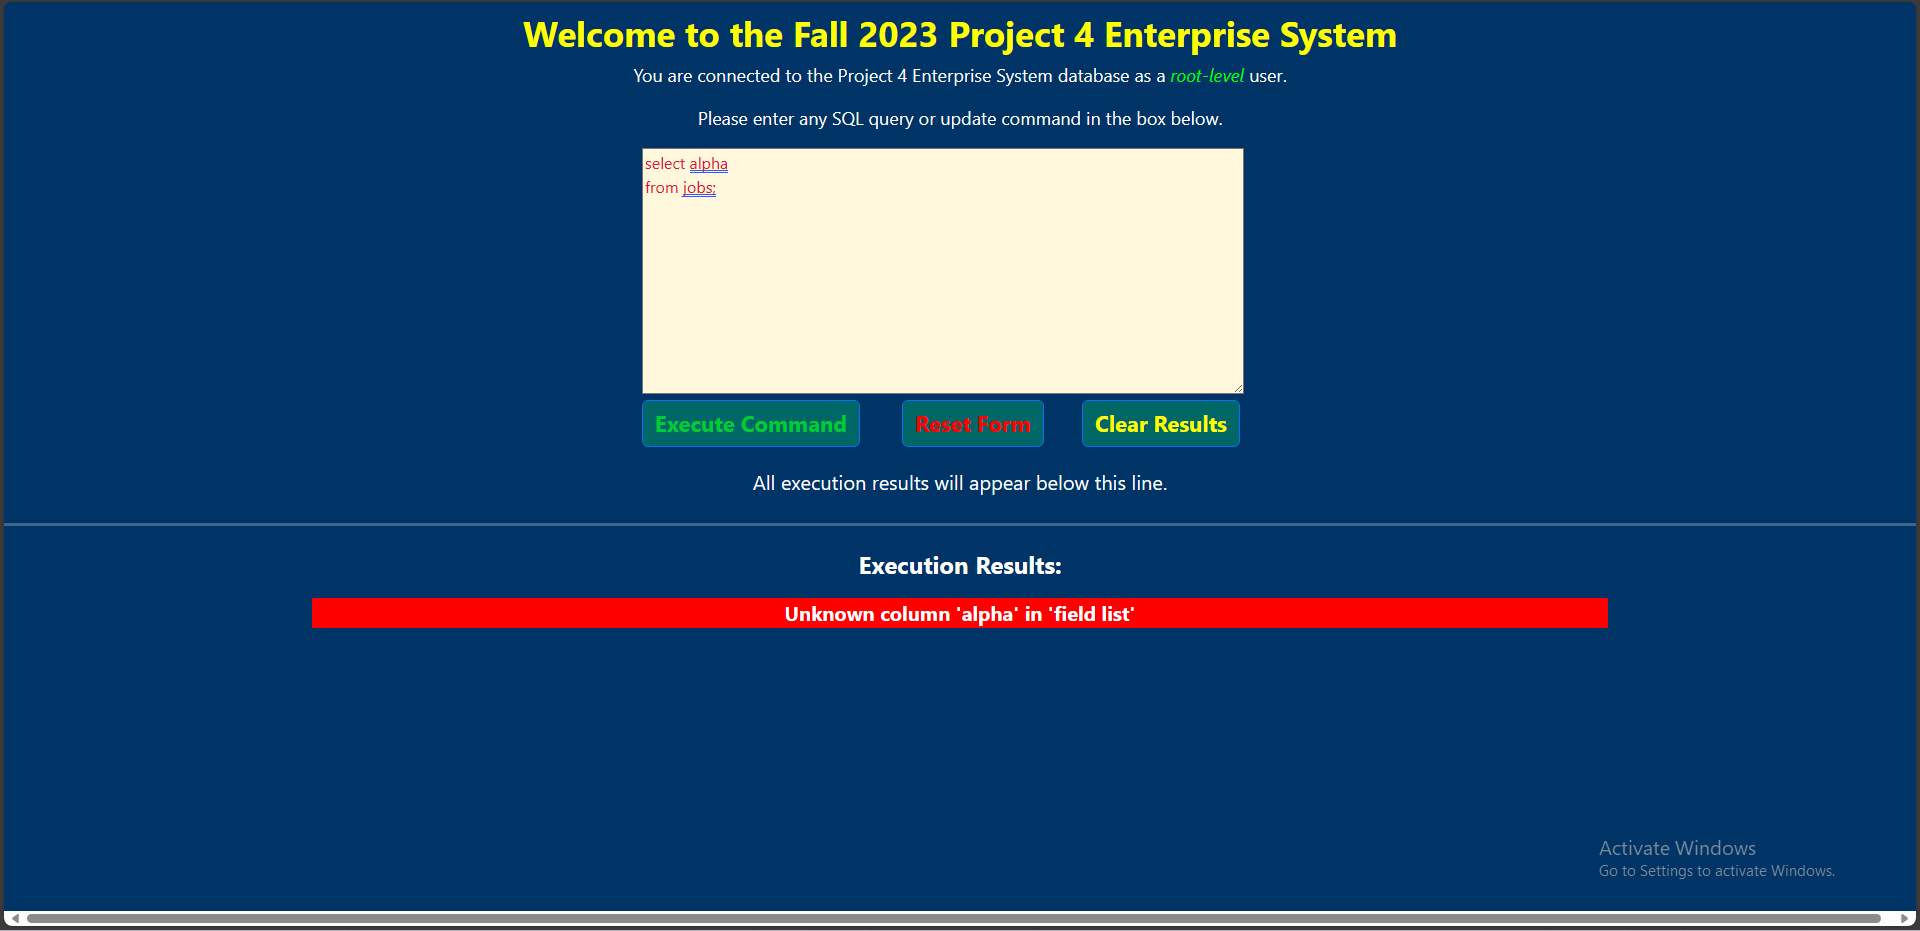 Welcome to the Fall 2023 Project 4 Enterprise System
You are connected to the Project 4 Enterprise System database as a root-level user.
Please enter any SQL query or update command in the box below.
select alpha
from jobs;
Execute Command
Reset Form
Clear Results
All execution results will appear below this line.
Execution Results:
Unknown column 'alpha' in 'field list'
Activate Windows
Go to Settings to activate Windows.